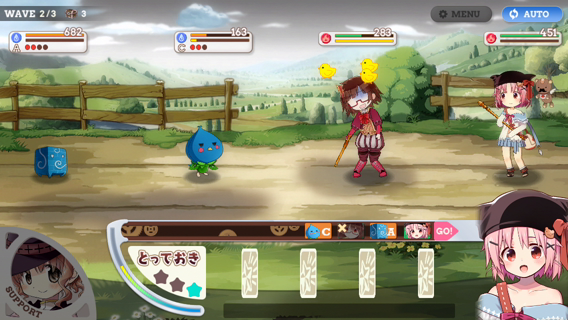 WAVE 2/3 3
MENU
AUTO
682
A
163
C
283
451
C
A
GO!
とっておき
SUPPORT